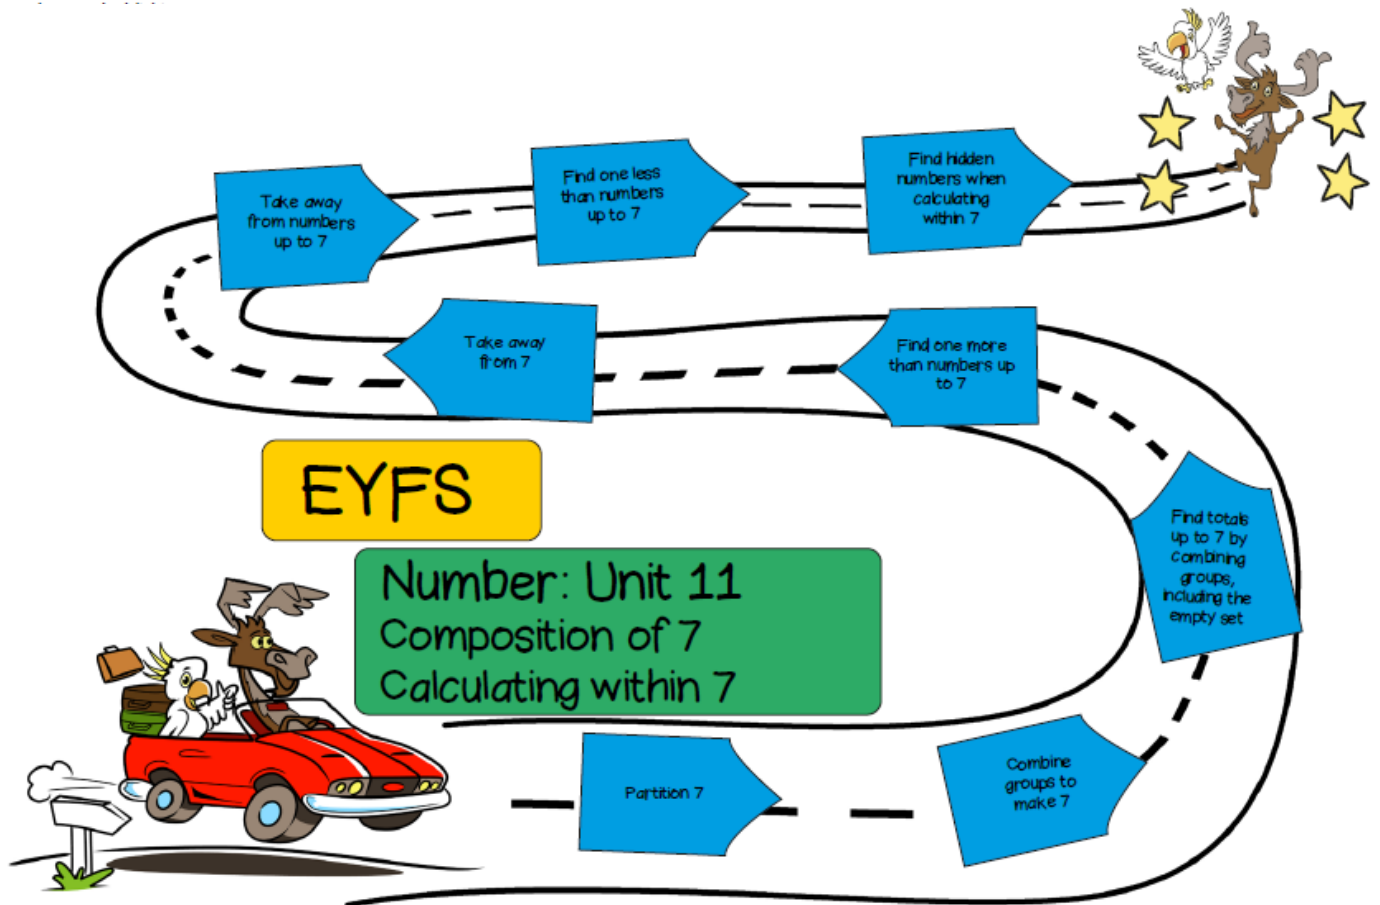 Take away
from numbers
up to 7
Find one less
than numbers
up to 7
Find hidden
numbers when
calculating
within 7
Take away
from 7
Find one more
than numbers up
to 7
EYFS
Find totals
up to 7 by
combining
groups,
including the
empty set
Number: Unit 11
Composition of 7
Calculating within 7
Partition 7
Combine
groups to
make 7